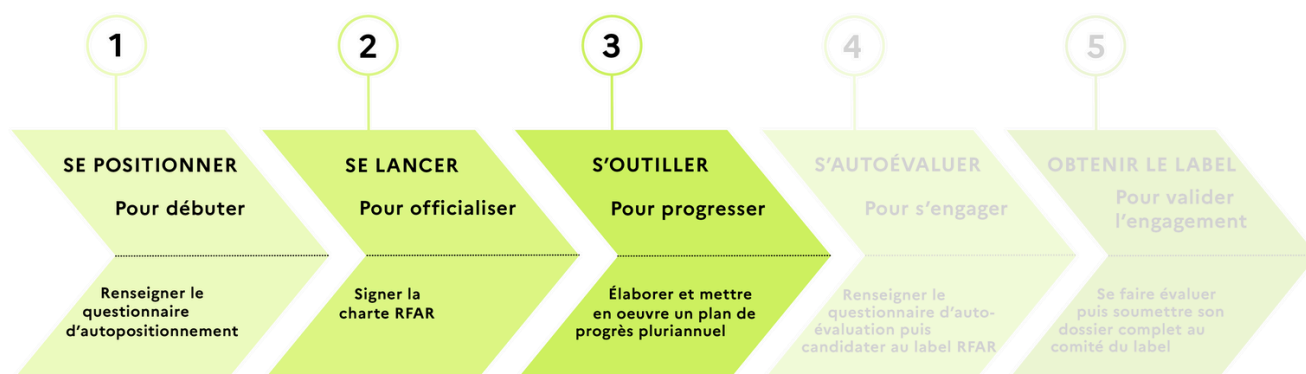 1
2
3
4
5
SE POSITIONNER
Pour débuter
Renseigner le
questionnaire
d'autopositionnement
SE LANCER
Pour officialiser
Signer la
charte RFAR
S'OUTILLER
Pour progresser
Élaborer et mettre
en oeuvre un plan de
progrès pluriannuel
S'AUTOÉVALUER
Pour s'engager
Renseigner le
questionnaire d'auto-
évaluation puis
candidater au label RFAR
OBTENIR LE LABEL
Pour valider
l'engagement
Se faire évaluer
puis soumettre son
dossier complet au
comité du label